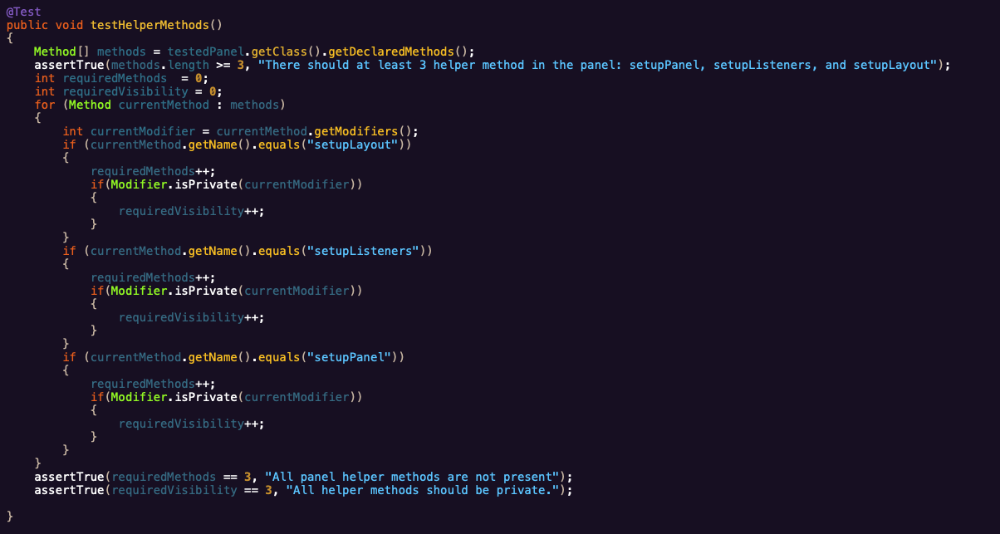 @Test
public void testHelperMethods()
{
    Method[] methods = testedPanel.getClass().getDeclaredMethods();
    assertTrue(methods.length >= 3, "There should at least 3 helper method in the panel: setupPanel, setupListeners, and setupLayout");
    int requiredMethods  = 0;
    int requiredVisibility = 0;
    for (Method currentMethod : methods)
    {
        int currentModifier = currentMethod.getModifiers();
        if (currentMethod.getName().equals("setupLayout"))
        {
            requiredMethods++;
            if(Modifier.isPrivate(currentModifier))
            {
                requiredVisibility++;
            }
        }
        if (currentMethod.getName().equals("setupListeners"))
        {
            requiredMethods++;
            if(Modifier.isPrivate(currentModifier))
            {
                requiredVisibility++;
            }
        }
        if (currentMethod.getName().equals("setupPanel"))
        {
            requiredMethods++;
            if(Modifier.isPrivate(currentModifier))
            {
                requiredVisibility++;
            }
        }
    }
    assertTrue(requiredMethods == 3, "All panel helper methods are not present");
    assertTrue(requiredVisibility == 3, "All helper methods should be private.");

}